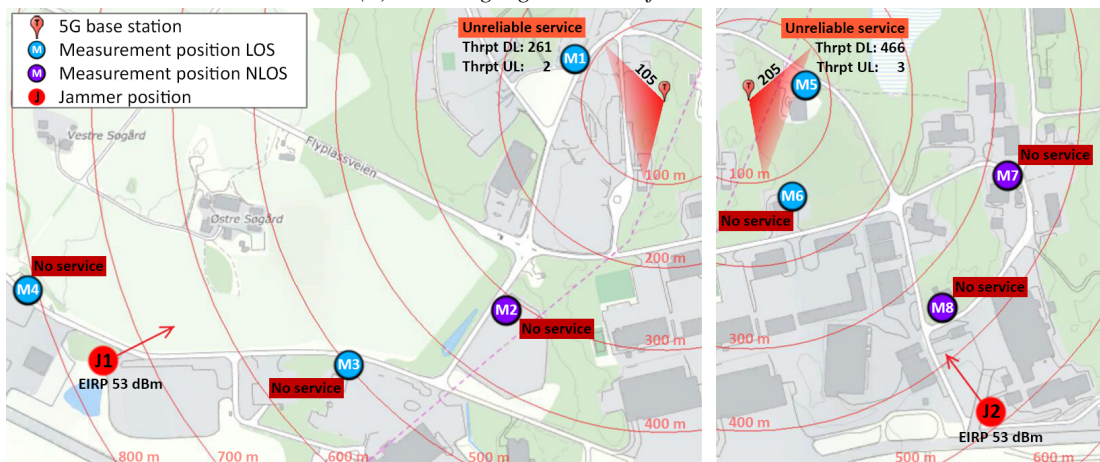 T 5G base station
M Measurement position LOS
M Measurement position NLOS
J Jammer position
Vestre Søgård
Flyplassveien
Østre Søgård
Unreliable service
Thrpt DL: 261
Thrpt UL: 2
M1
105
T
100 m
200 m
300 m
400 m
500 m
600 m
700 m
800 m
No service
M4
J1
EIRP 53 dBm
M3
No service
M2
No service
Unreliable service
Thrpt DL: 466
Thrpt UL: 3
T
205
M5
100 m
M6
No service
No service
M7
200 m
No service
M8
300 m
400 m
J2
EIRP 53 dBm
500 m
600 m